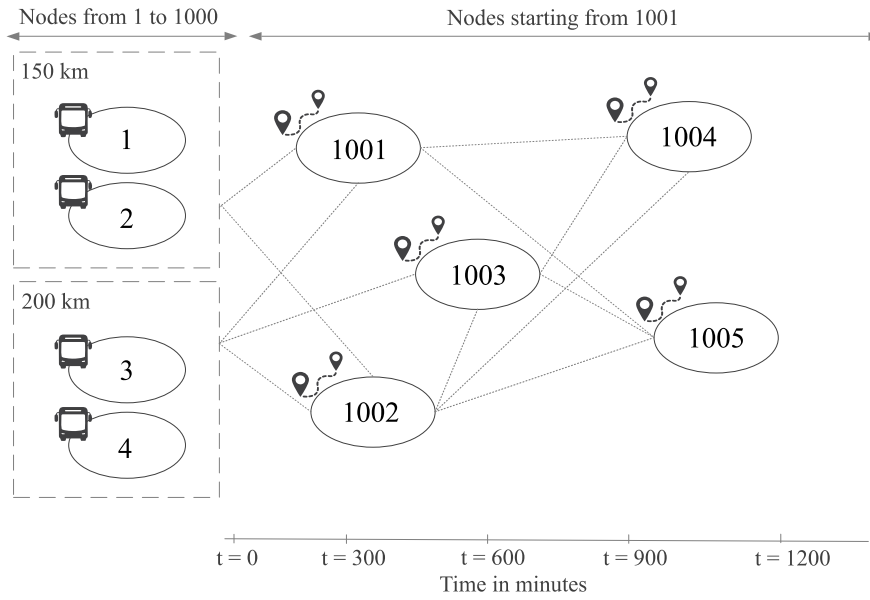 Nodes from 1 to 1000
Nodes starting from 1001
150 km
1
2
200 km
3
4
1001
1004
1003
1005
1002
t = 0
t = 300
t = 600
t = 900
t = 1200
Time in minutes